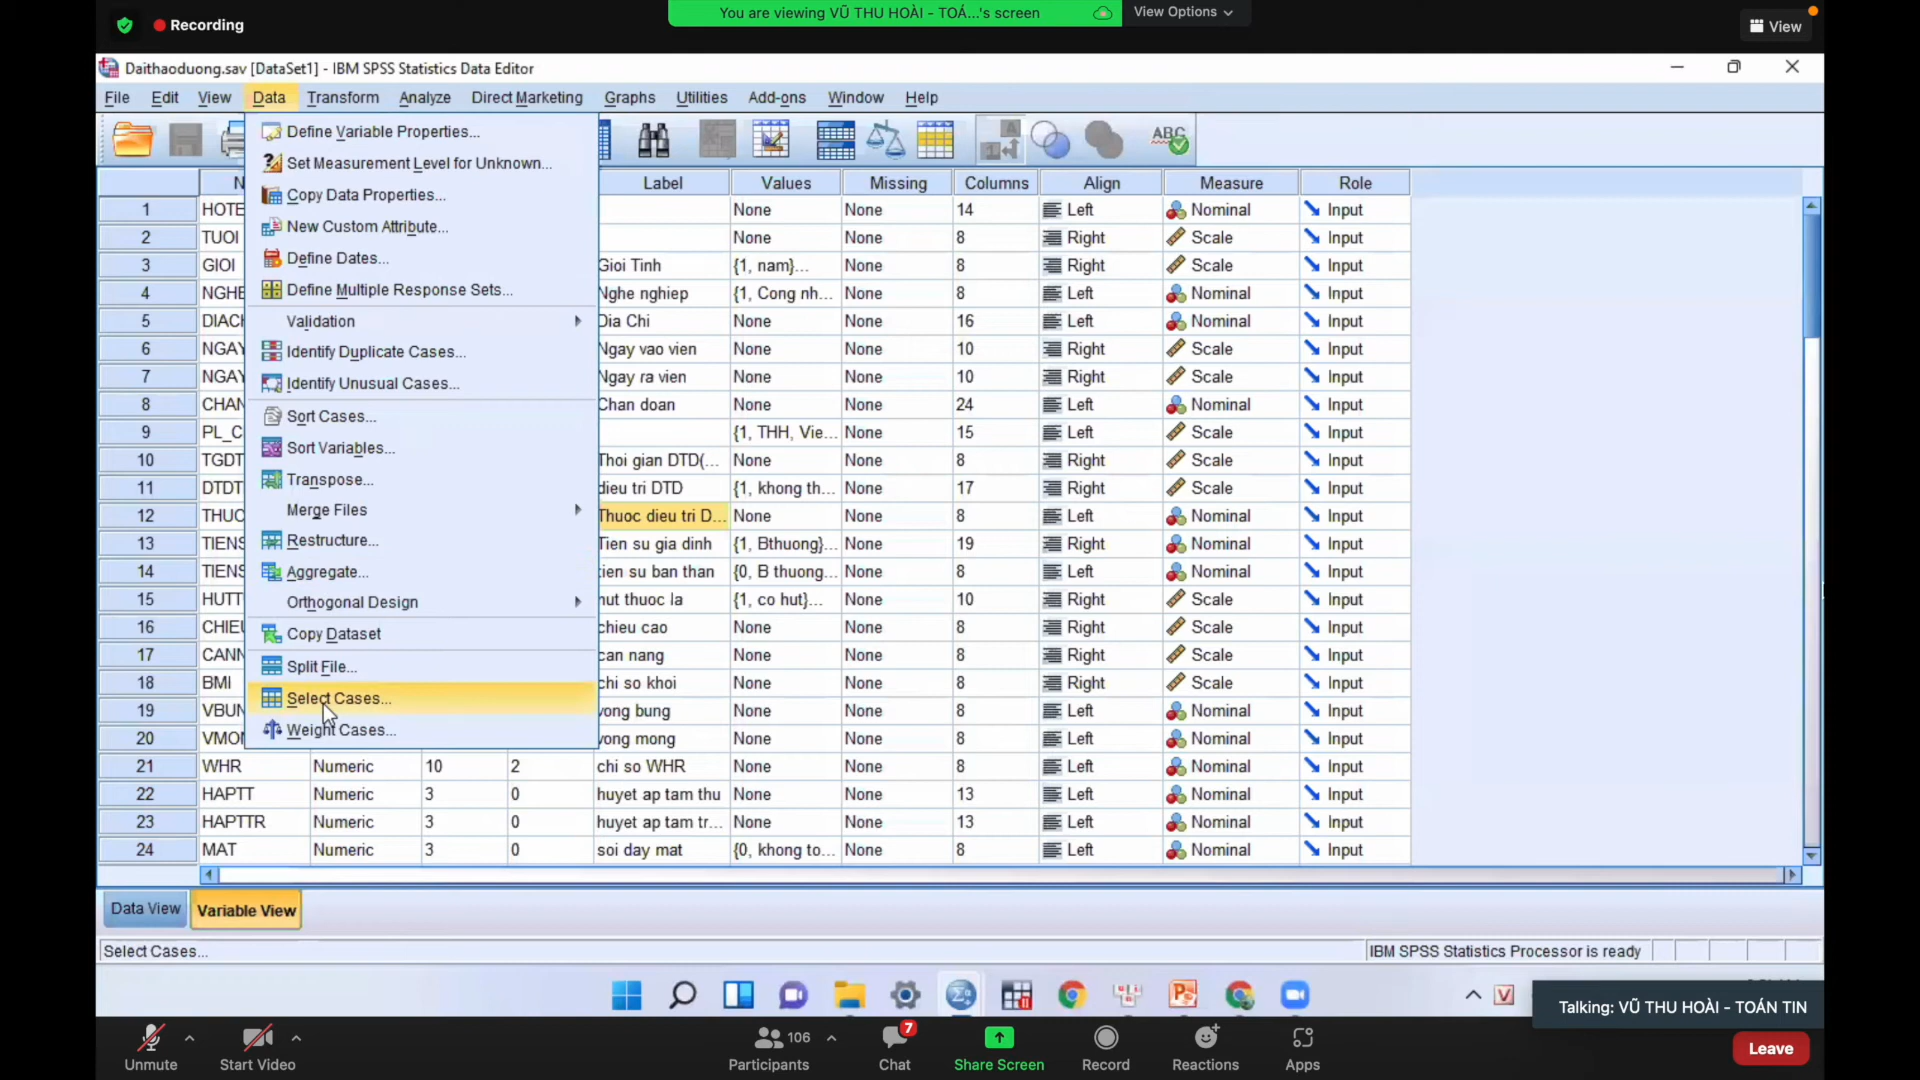 Recording
You are viewing VŨ THU HOÀI - TOÁ...'s screen
View Options
View
Daithaoduong.sav [DataSet1] - IBM SPSS Statistics Data Editor
File Edit View Data Transform Analyze Direct Marketing Graphs Utilities Add-ons Window Help
Define Variable Properties...
Set Measurement Level for Unknown...
Copy Data Properties...
New Custom Attribute...
Define Dates...
Define Multiple Response Sets...
Validation
Identify Duplicate Cases...
Identify Unusual Cases...
Sort Cases...
Sort Variables...
Transpose...
Merge Files
Restructure...
Aggregate...
Orthogonal Design
Copy Dataset
Split File...
Select Cases...
Weight Cases...
A
1
ABC
N Label Values Missing Columns Align Measure Role
1 HOTE None None 14 Left Nominal Input
2 TUOI None None 8 Right Scale Input
3 GIOI Gioi Tinh {1, nam}... None 8 Right Scale Input
4 NGHE Nghe nghiep {1, Cong nh... None 8 Left Nominal Input
5 DIACH Dia Chi None None 16 Left Nominal Input
6 NGAY Ngay vao vien None None 10 Right Scale Input
7 NGAY Ngay ra vien None None 10 Right Scale Input
8 CHAN Chan doan None None 24 Left Nominal Input
9 PL_C {1, THH, Vie... None 15 Left Scale Input
10 TGDT Thoi gian DTD(... None None 8 Right Scale Input
11 DTDT dieu tri DTD {1, khong th... None 17 Right Scale Input
12 THUC Thuoc dieu tri D... None None 8 Left Nominal Input
13 TIENS Tien su gia dinh {1, Bthuong}... None 19 Right Nominal Input
14 TIENS tien su ban than {0, B thuong... None 8 Left Nominal Input
15 HUTT hut thuoc la {1, co hut}... None 10 Right Scale Input
16 CHIEU chieu cao None None 8 Right Scale Input
17 CANN can nang None None 8 Right Scale Input
18 BMI chi so khoi None None 8 Right Scale Input
19 VBUN vong bung None None 8 Left Nominal Input
20 VMON vong mong None None 8 Left Nominal Input
21 WHR Numeric 10 2 chi so WHR None None 8 Left Nominal Input
22 HAPTT Numeric 3 0 huyet ap tam thu None None 13 Left Nominal Input
23 HAPTTR Numeric 3 0 huyet ap tam tr... None None 13 Left Nominal Input
24 MAT Numeric 3 0 soi day mat {0, khong to... None 8 Left Nominal Input
Data View Variable View
Select Cases... IBM SPSS Statistics Processor is ready
Talking: VŨ THU HOÀI - TOÁN TIN
Unmute
Start Video
106
Participants
7
Chat
Share Screen
Record
Reactions
Apps
Leave